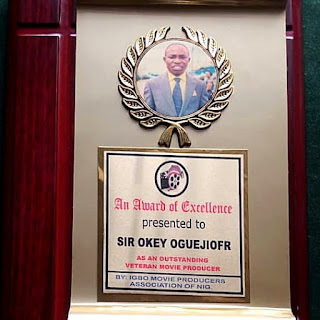 An Award of Excellence
presented to
SIR OKEY OGUEJIOFR
AS AN OUTSTANDING
VETERAN MOVIE PRODUCER
BY: IGBO MOVIE PRODUCERS
ASSOCIATION OF NIG.